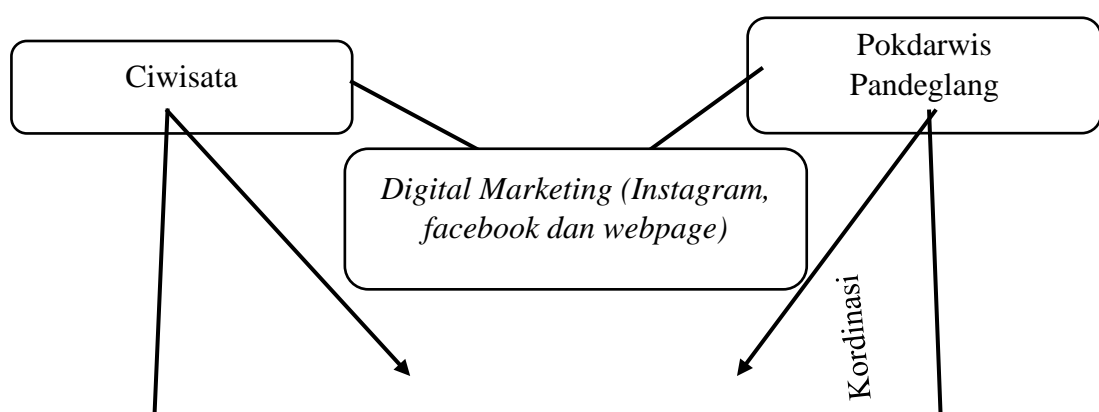 Ciwisata
Pokdarwis
Pandeglang
Digital Marketing (Instagram,
facebook dan webpage)
Kordinasi